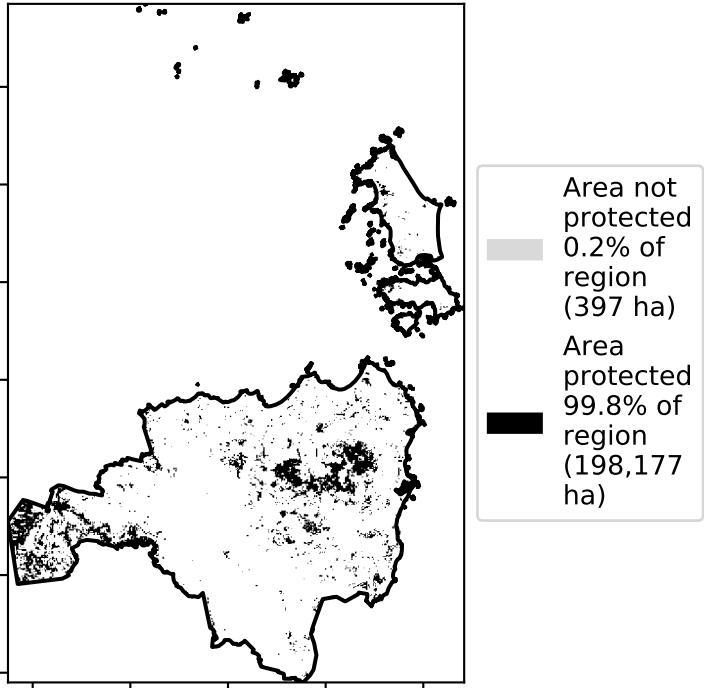 Area not
protected
0.2% of
region
(397 ha)
Area
protected
99.8% of
region
(198,177
ha)